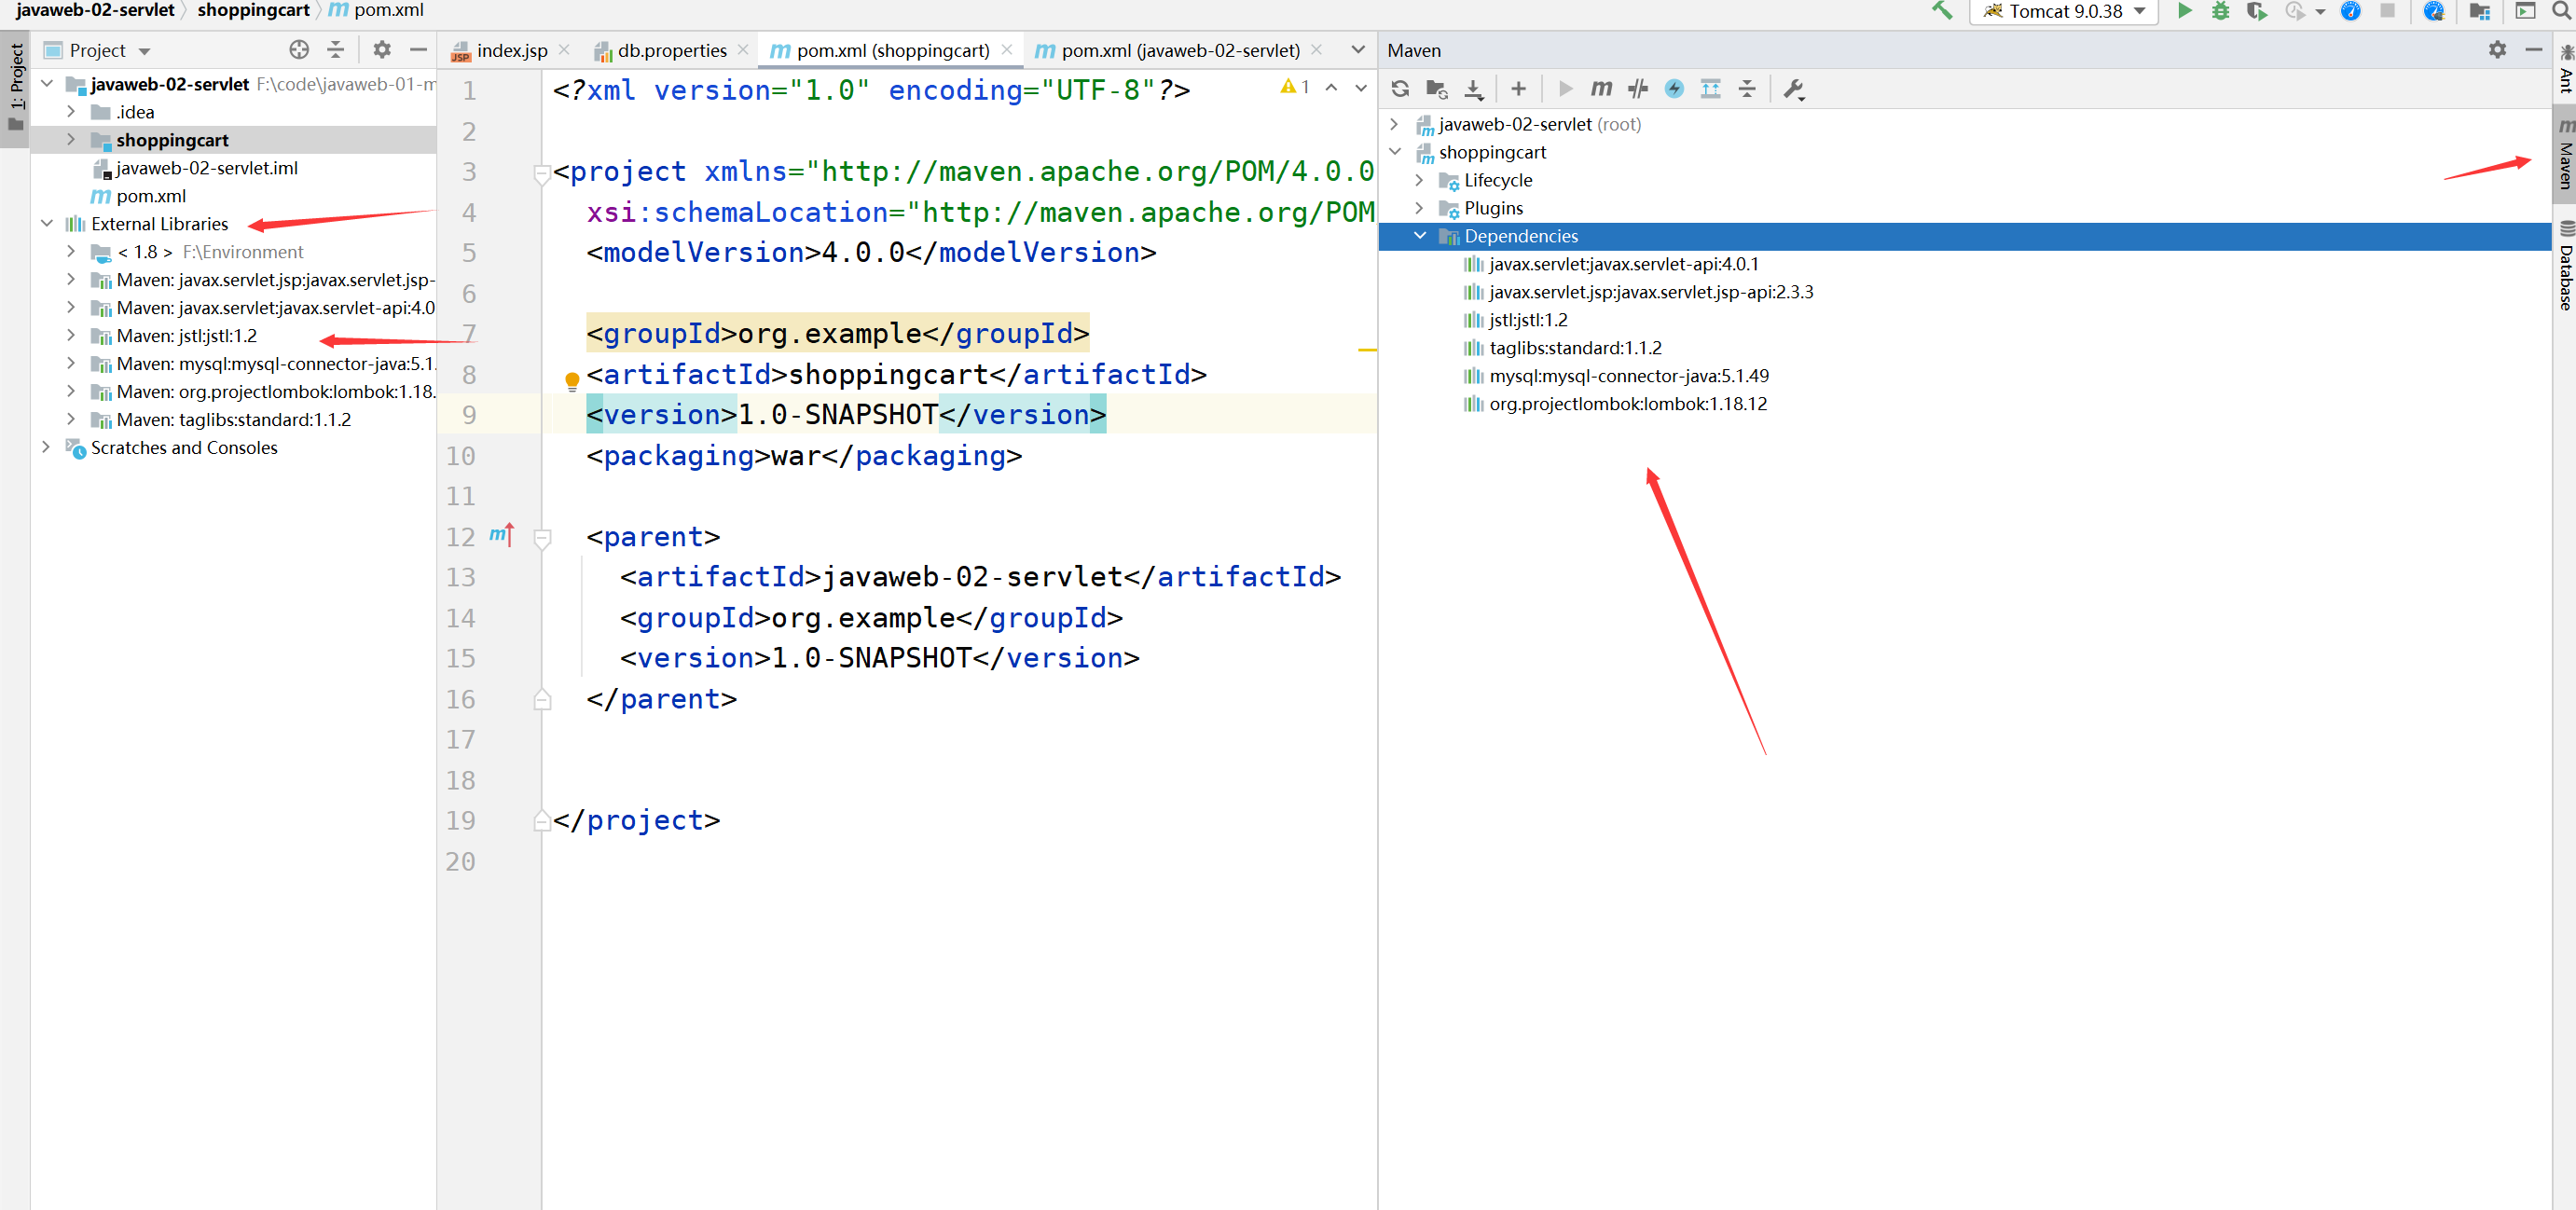 javaweb-02-servlet shoppingcart pom.xml
Tomcat 9.0.38
1: Project
Project
javaweb-02-servlet F:\code\javaweb-01-m
.idea
shoppingcart
javaweb-02-servlet.iml
pom.xml
External Libraries
< 1.8 > F:\Environment
Maven: javax.servlet.jsp:javax.servlet.jsp-
Maven: javax.servlet:javax.servlet-api:4.0
Maven: jstl:jstl:1.2
Maven: mysql:mysql-connector-java:5.1.
Maven: org.projectlombok:lombok:1.18.
Maven: taglibs:standard:1.1.2
Scratches and Consoles
index.jsp
db.properties
pom.xml (shoppingcart)
pom.xml (javaweb-02-servlet)
1 <?xml version="1.0" encoding="UTF-8"?>
1
2
3 <project xmlns="http://maven.apache.org/POM/4.0.0
4 xsi:schemaLocation="http://maven.apache.org/POM
5 <modelVersion>4.0.0</modelVersion>
6
7 <groupId>org.example</groupId>
8 <artifactId>shoppingcart</artifactId>
9 <version>1.0-SNAPSHOT</version>
10 <packaging>war</packaging>
11
12 <parent>
13 <artifactId>javaweb-02-servlet</artifactId>
14 <groupId>org.example</groupId>
15 <version>1.0-SNAPSHOT</version>
16 </parent>
17
18
19 </project>
20
Maven
javaweb-02-servlet (root)
shoppingcart
Lifecycle
Plugins
Dependencies
javax.servlet:javax.servlet-api:4.0.1
javax.servlet.jsp:javax.servlet.jsp-api:2.3.3
jstl:jstl:1.2
taglibs:standard:1.1.2
mysql:mysql-connector-java:5.1.49
org.projectlombok:lombok:1.18.12
Ant
Maven
Database